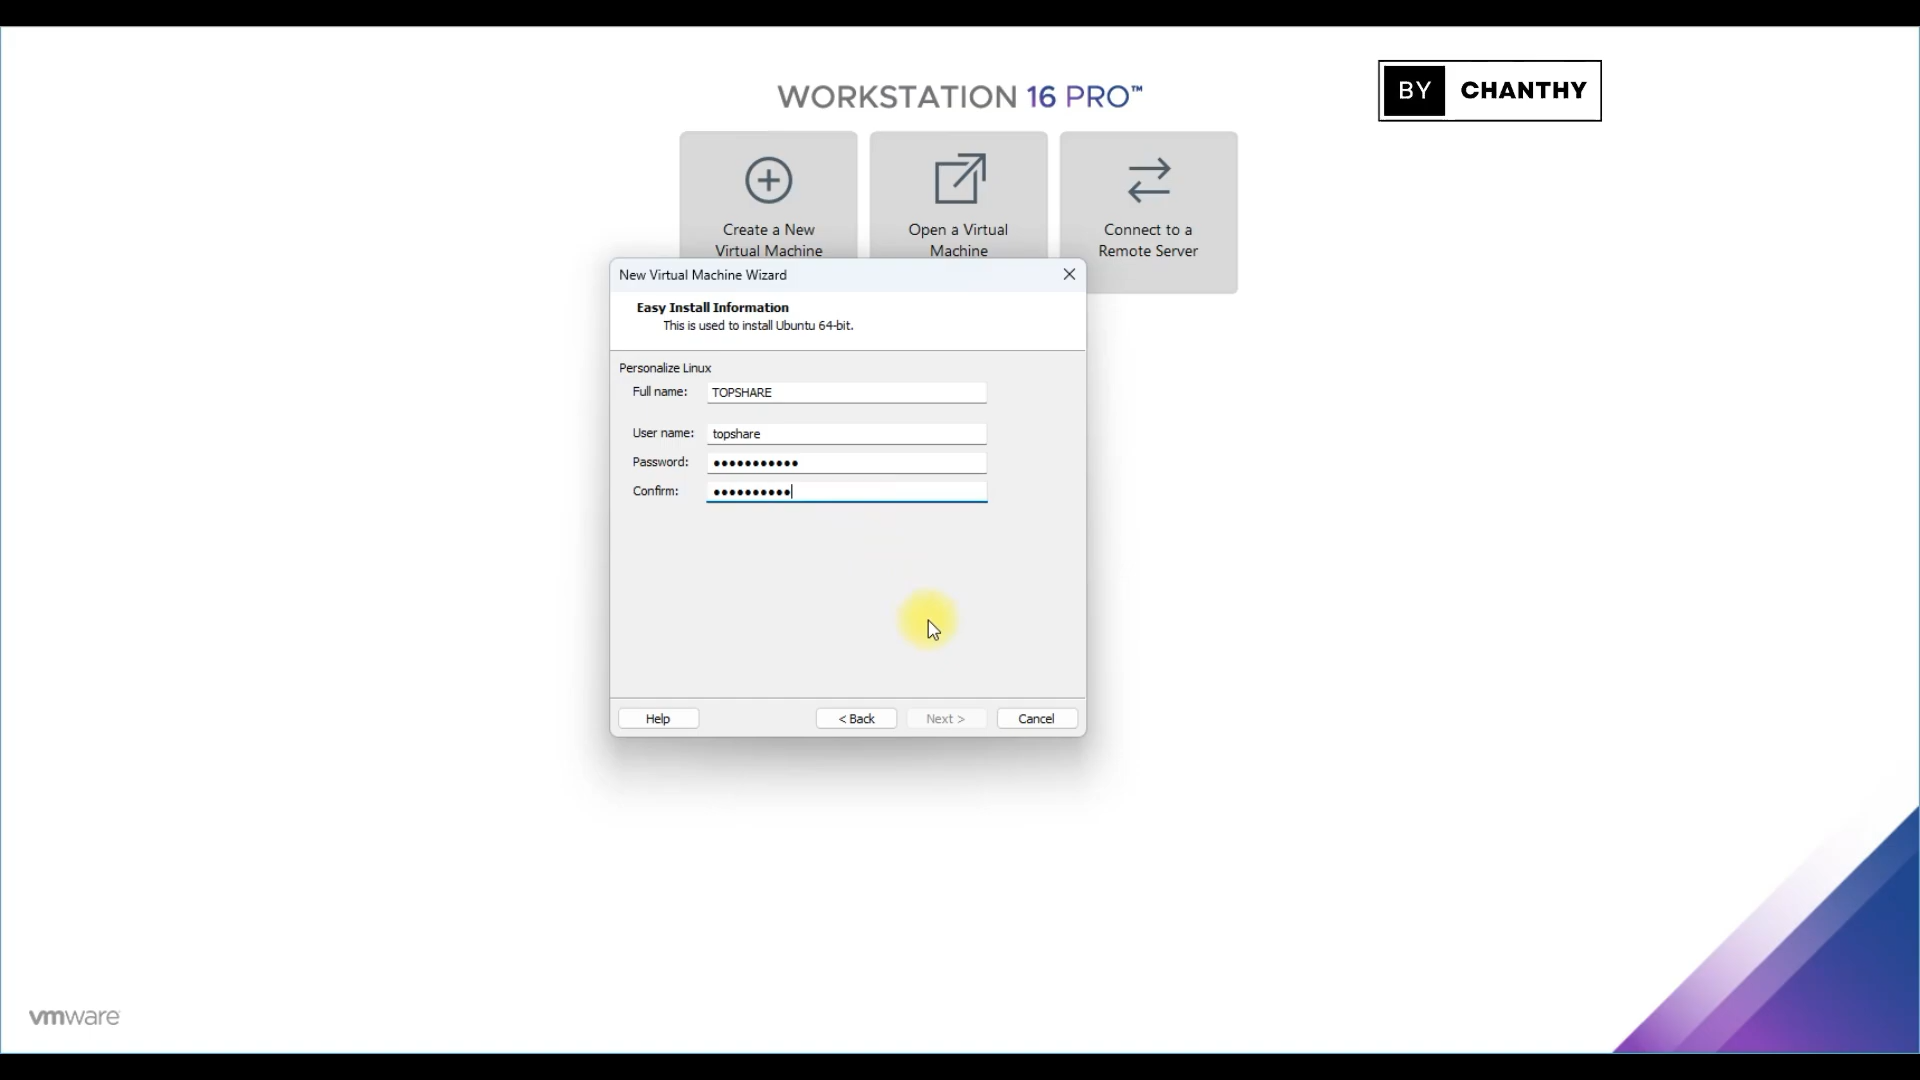 WORKSTATION 16 PRO™
BY CHANTHY
Create a New
Virtual Machine
Open a Virtual
Machine
Connect to a
Remote Server
New Virtual Machine Wizard
Easy Install Information
This is used to install Ubuntu 64-bit.
Personalize Linux
Full name: TOPSHARE
User name: topshare
Password: ●●●●●●●●●●●
Confirm: ●●●●●●●●●●
Help
< Back
Next >
Cancel
vmware